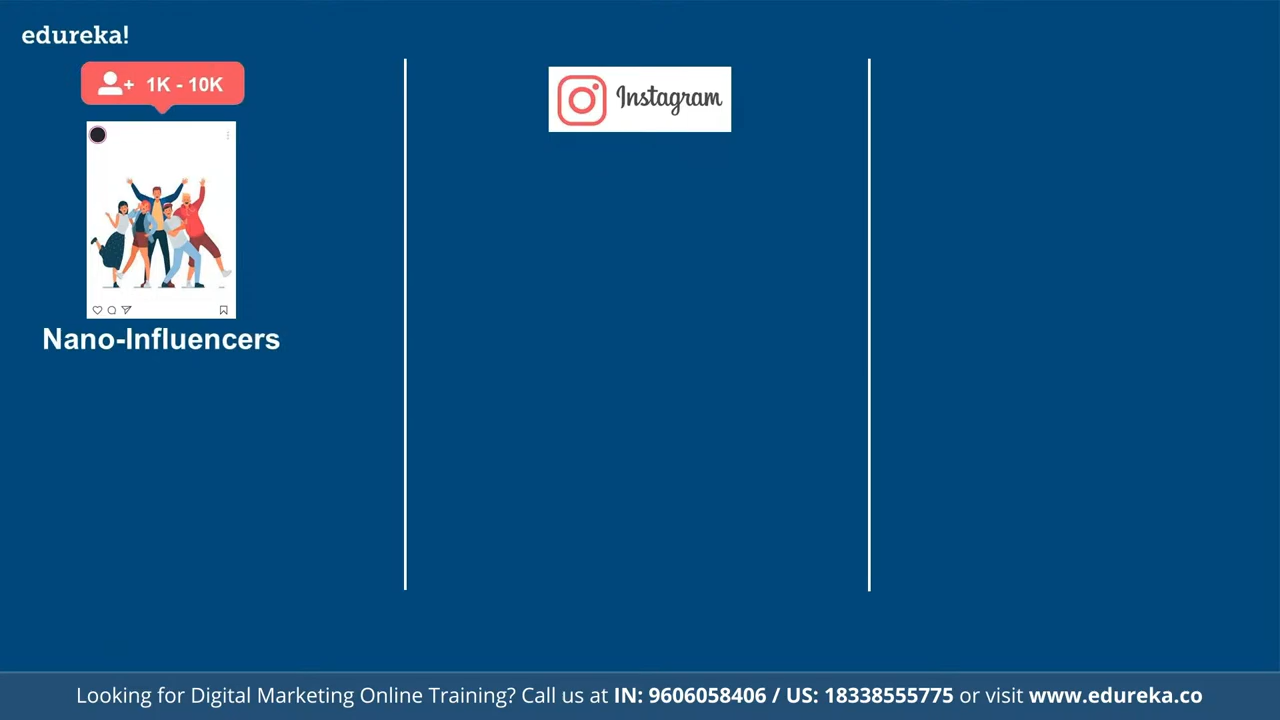 edureka!
1K - 10K
Instagram
Nano-Influencers
Looking for Digital Marketing Online Training? Call us at IN: 9606058406 / US: 18338555775 or visit www.edureka.co